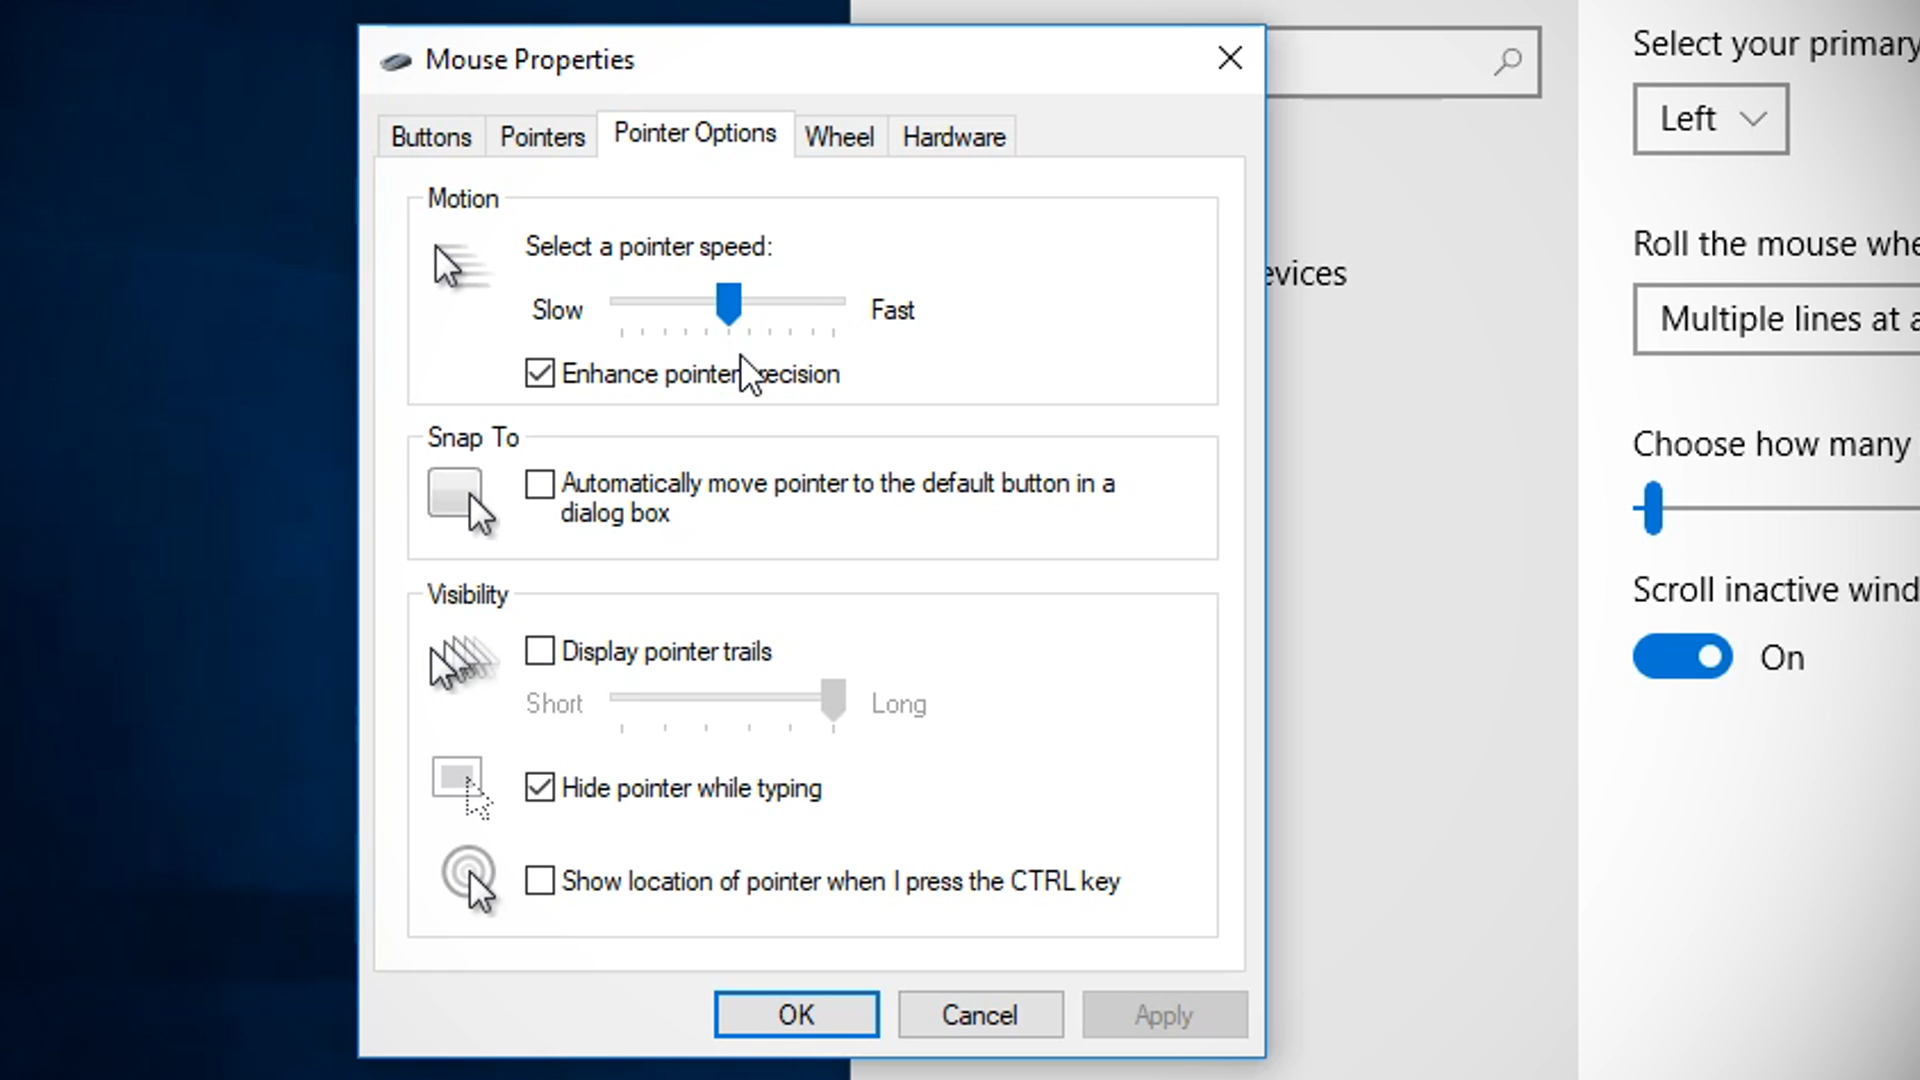 Mouse Properties
Buttons
Pointers
Pointer Options
Wheel
Hardware
Motion
Select a pointer speed:
Slow
Fast
Enhance pointer
Snap To
Automatically move pointer to the default button in a
dialog box
Visibility
Display pointer trails
Short
Long
Hide pointer while typing
Show location of pointer when I press the CTRL key
OK
Cancel
Apply
evices
Select your primary
Left
Roll the mouse whe
Multiple lines at a
Choose how many
Scroll inactive wind
On